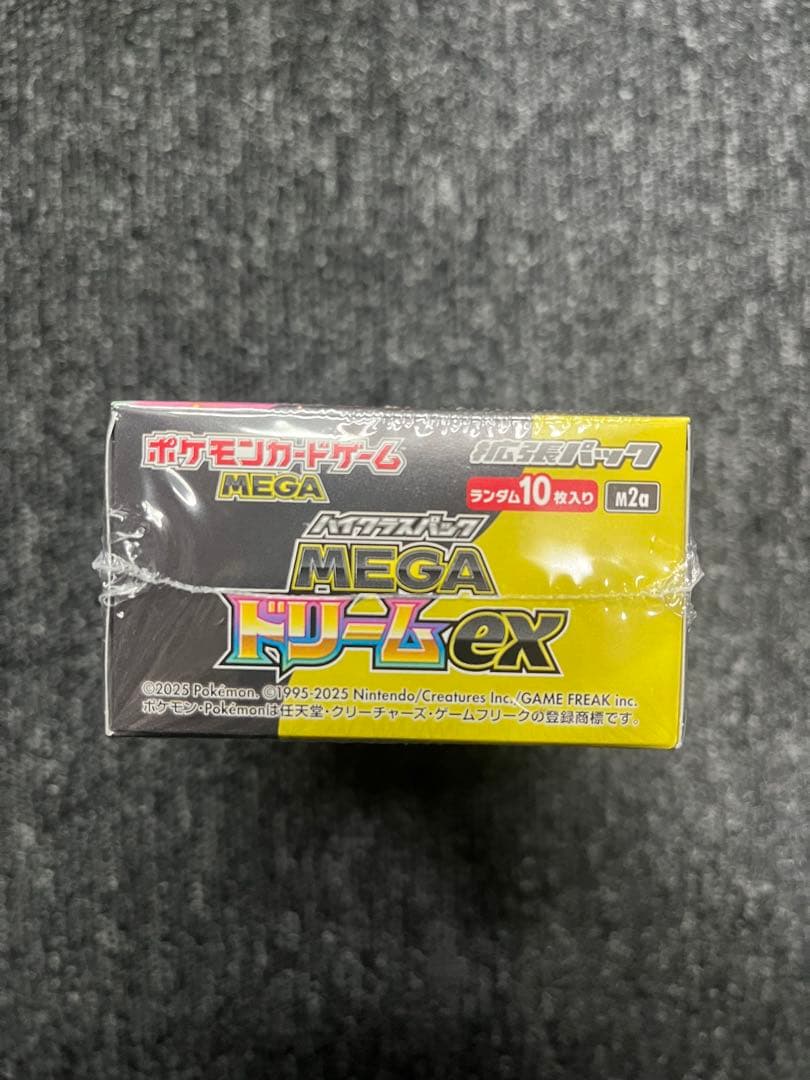 ポケモンカードゲーム
MEGA
拡張パック
ランダム10枚入り
M2a
ハイクラスパック
MEGA
ドリームex
©2025 Pokémon. ©1995-2025 Nintendo/Creatures Inc./GAME FREAK inc.
ポケモン・Pokémonは任天堂・クリーチャーズ・ゲームフリークの登録商標です。